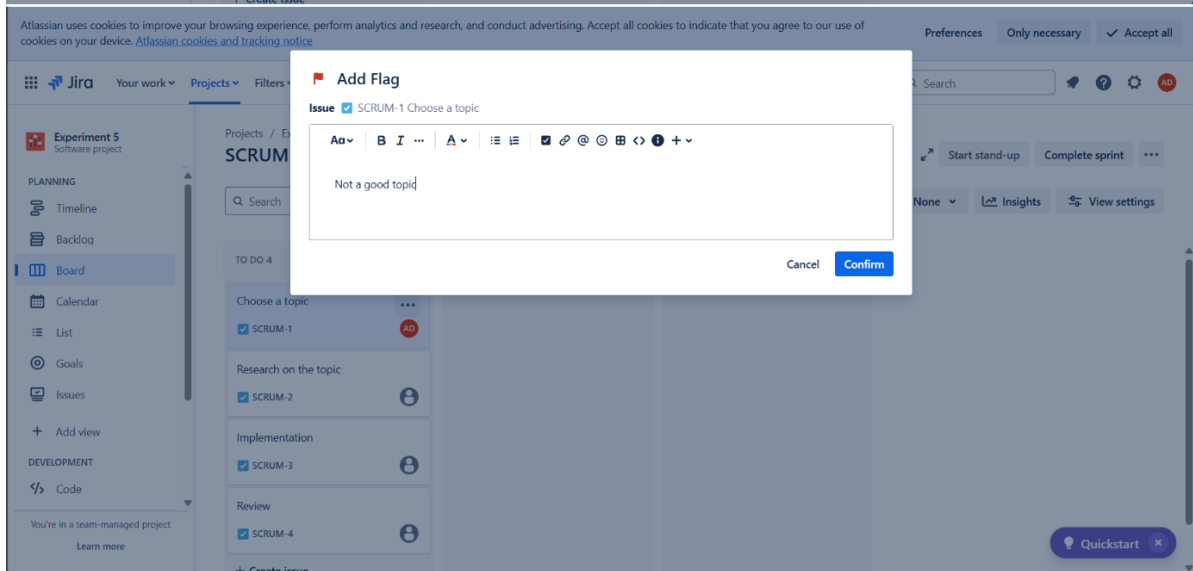 Create issue
Atlassian uses cookies to improve your browsing experience, perform analytics and research, and conduct advertising. Accept all cookies to indicate that you agree to our use of
cookies on your device. Atlassian cookies and tracking notice
Preferences
Only necessary
Accept all
Jira
Your work
Projects
Filters
Search
AD
Add Flag
Issue SCRUM-1 Choose a topic
Aa B I ... A
Not a good topic
Cancel
Confirm
Experiment 5
Software project
Projects /
SCRUM
Start stand-up
Complete sprint
PLANNING
Search
None
Insights
View settings
Timeline
Backlog
Board
Calendar
List
Goals
Issues
+ Add view
DEVELOPMENT
</> Code
You're in a team-managed project
Learn more
TO DO 4
Choose a topic
SCRUM-1
AD
Research on the topic
SCRUM-2
Implementation
SCRUM-3
Review
SCRUM-4
+ Create issue
Quickstart